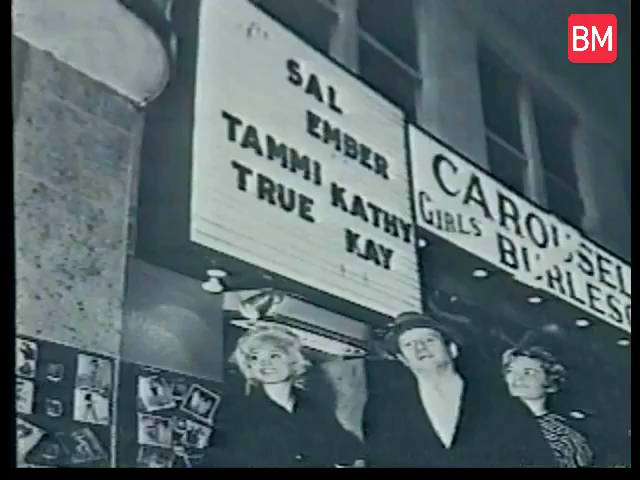 BM
SAL
EMBER
TAMMI KATHY
TRUE KAY
CAROUSEL
GIRLS BURLESQ